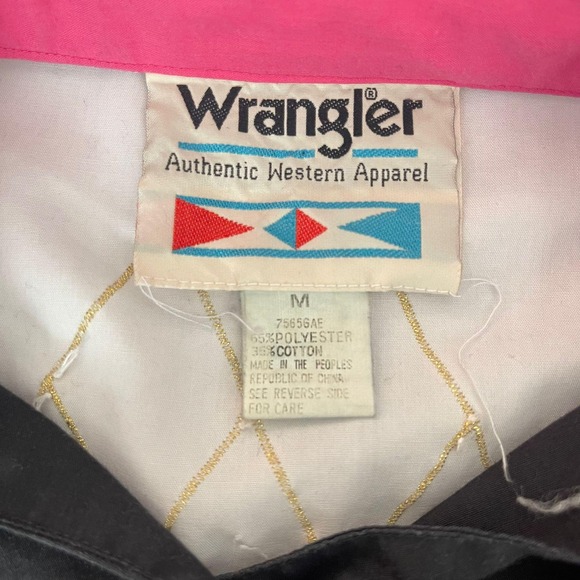 Wrangler®
Authentic Western Apparel
M
75656AE
65%POLYESTER
35%COTTON
MADE IN THE PEOPLES
REPUBLIC OF CHINA
SEE REVERSE SIDE
FOR CARE